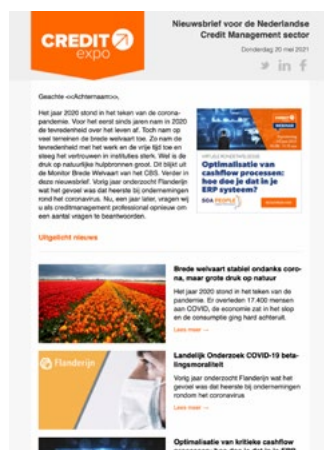 CREDIT
expo
Nieuwsbrief voor de Nederlandse
Credit Management sector
Donderdag 20 mei 2021
in f
Geachte <<Achternaam>>,
Het jaar 2020 stond in het teken van de corona-
pandemie. Voor het eerst sinds jaren nam in 2020
de tevredenheid over het leven af. Toch nam op
veel terreinen de brede welvaart toe. Zo nam de
tevredenheid met het werk en de vrije tijd toe en
steeg het vertrouwen in instituties sterk. Wel is de
druk op natuurlijke hulpbronnen groot. Dit blijkt uit
de Monitor Brede Welvaart van het CBS. Verder in
deze nieuwsbrief. Vorig jaar onderzocht Flanderijn
wat het gevoel was dat heerste bij ondernemingen
rond het coronavirus. Nu, een jaar later, vragen wij
u als creditmanagement professional opnieuw om
een aantal vragen te beantwoorden.
WEBINAR
Optimalisatie van
cashflow processen:
hoe doe je dat in je
ERP systeem?
SOA PEOPLE
Uitgelicht nieuws
Brede welvaart stabiel ondanks coro-
na, maar grote druk op natuur
Het jaar 2020 stond in het teken van de
pandemie. Er overleden 17.400 mensen
aan COVID, de economie zat in het slop
en de consumptie ging hard achteruit.
Lees meer →
Flanderijn
Landelijk Onderzoek COVID-19 beta-
lingsmoraliteit
Vorig jaar onderzocht Flanderijn wat het
gevoel was dat heerste bij ondernemingen
rondom het coronavirus
Lees meer →
Optimalisatie van kritieke cashflow